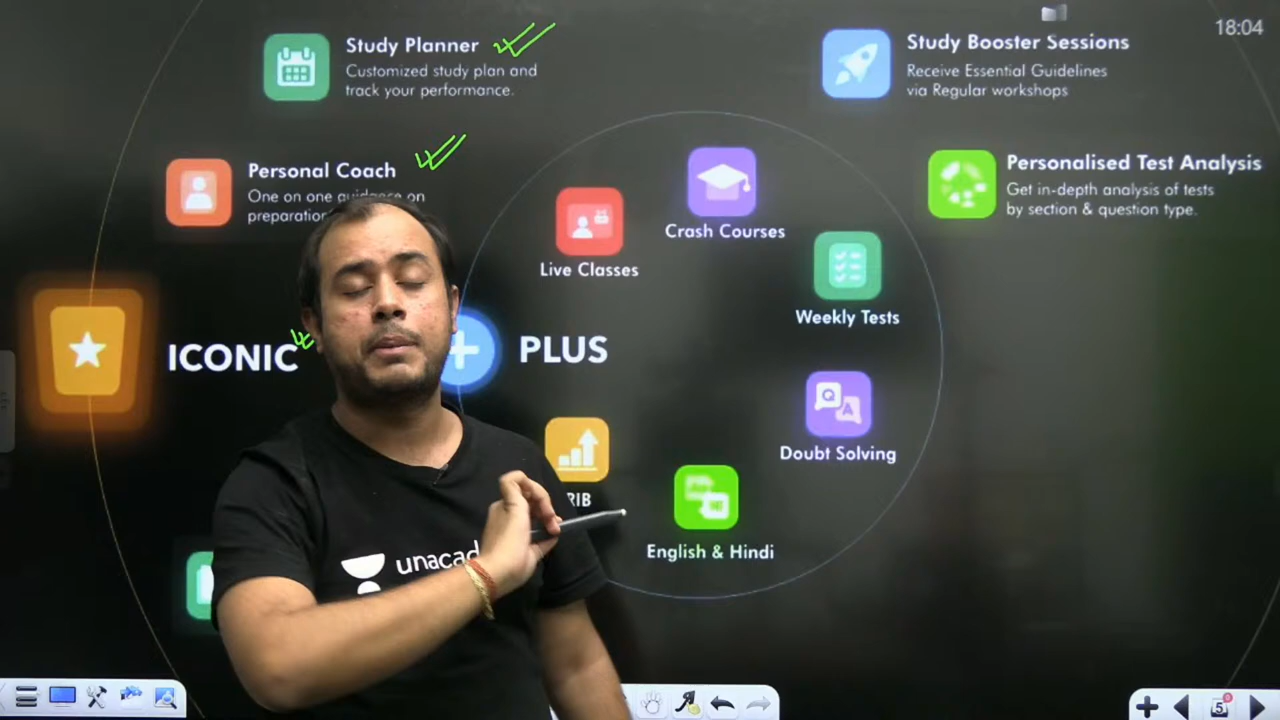 18:04
Study Planner
Customized study plan and
track your performance.
Study Booster Sessions
Receive Essential Guidelines
via Regular workshops
Personal Coach
One on one guidance on
preparation
Personalised Test Analysis
Get in-depth analysis of tests
by section & question type.
Crash Courses
Live Classes
Weekly Tests
ICONIC
PLUS
Q
A
Doubt Solving
English & Hindi
5